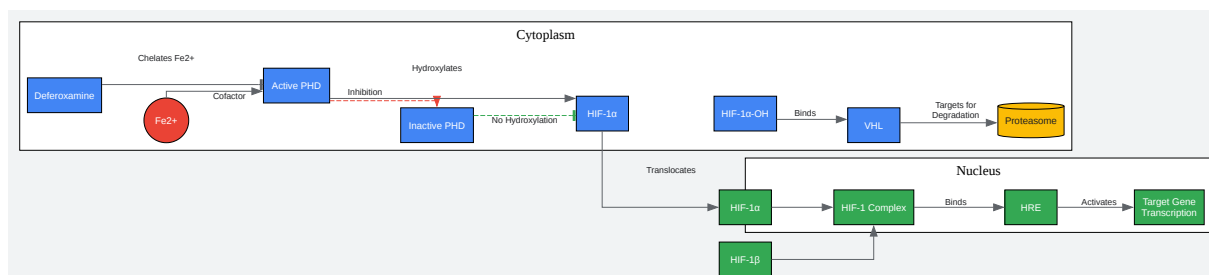 Cytoplasm
Chelates Fe2+
Hydroxylates
Deferoxamine
Active PHD
Cofactor
Inhibition
Fe2+
Inactive PHD
No Hydroxylation
HIF-1α
HIF-1α-OH
Binds
VHL
Targets for
Degradation
Proteasome
Translocates
Nucleus
HIF-1α
HIF-1 Complex
Binds
HRE
Activates
Target Gene
Transcription
HIF-1β